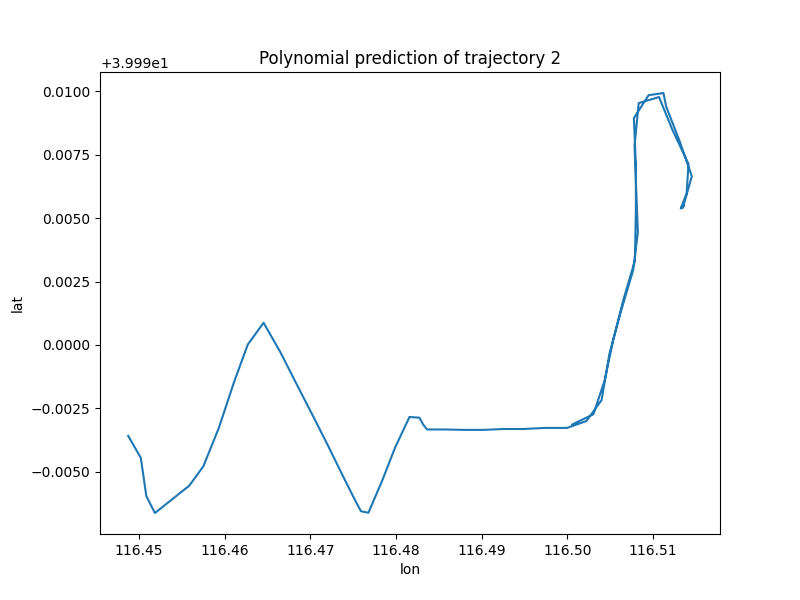 Polynomial prediction of trajectory 2
+3.999e1
0.0100
0.0075
0.0050
0.0025
0.0000
−0.0025
−0.0050
lat
116.45 116.46 116.47 116.48 116.49 116.50 116.51
lon